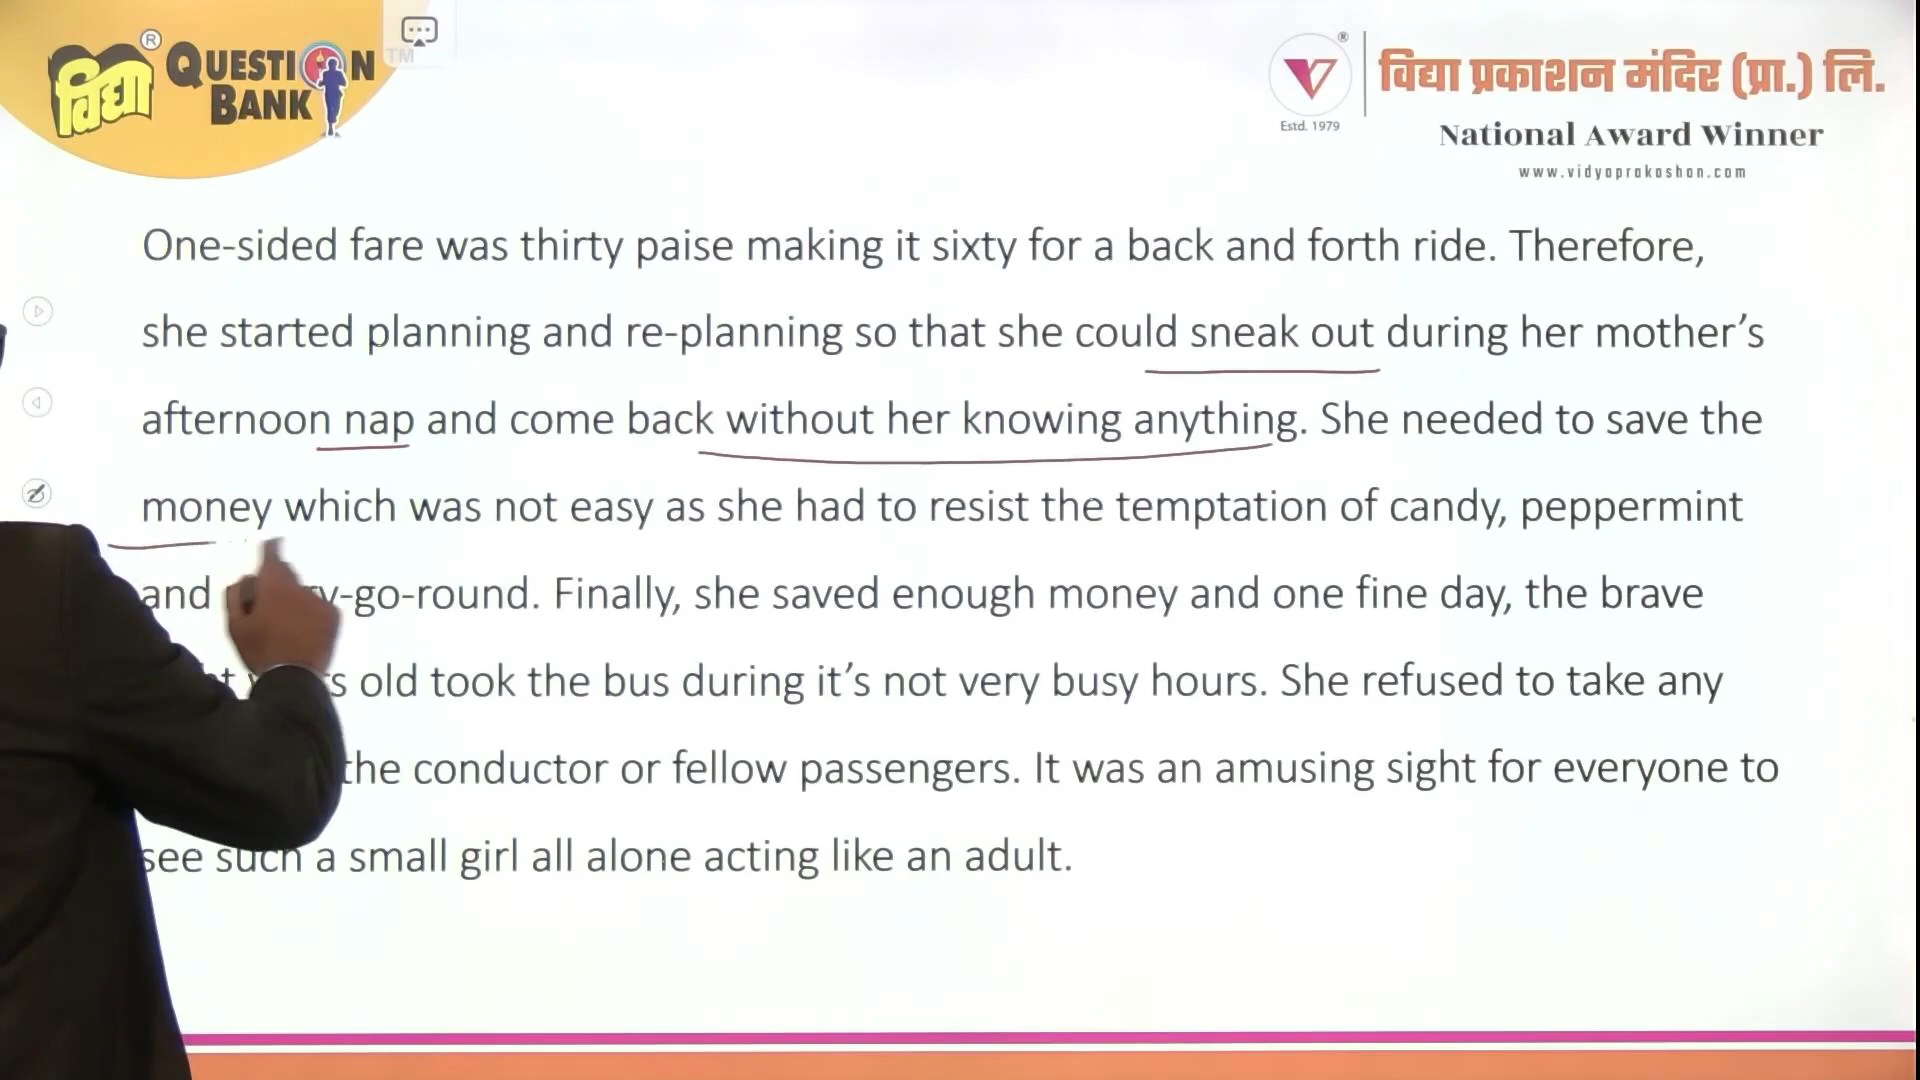 विद्या
®
QUESTION
BANK
TM
®
Estd. 1979
विद्या प्रकाशन मंदिर (प्रा.) लि.
National Award Winner
www.vidyaprakashan.com
One-sided fare was thirty paise making it sixty for a back and forth ride. Therefore,
she started planning and re-planning so that she could sneak out during her mother's
afternoon nap and come back without her knowing anything. She needed to save the
money which was not easy as she had to resist the temptation of candy, peppermint
and y-go-round. Finally, she saved enough money and one fine day, the brave
old took the bus during it's not very busy hours. She refused to take any
the conductor or fellow passengers. It was an amusing sight for everyone to
see such a small girl all alone acting like an adult.